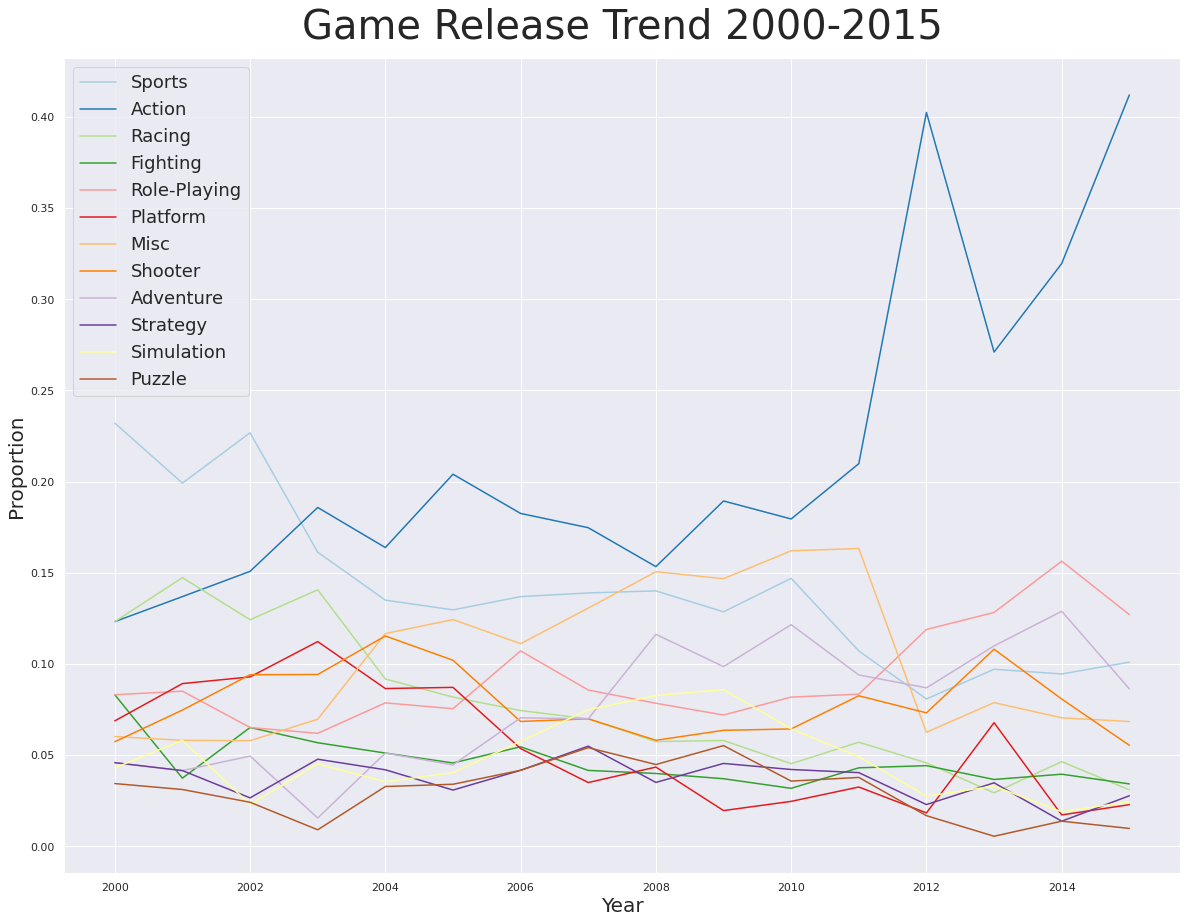 Game Release Trend 2000-2015
Sports
Action
Racing
Fighting
Role-Playing
Platform
Misc
Shooter
Adventure
Strategy
Simulation
Puzzle
0.40
0.35
0.30
0.25
0.20
0.15
0.10
0.05
0.00
Proportion
2000 2002 2004 2006 2008 2010 2012 2014
Year